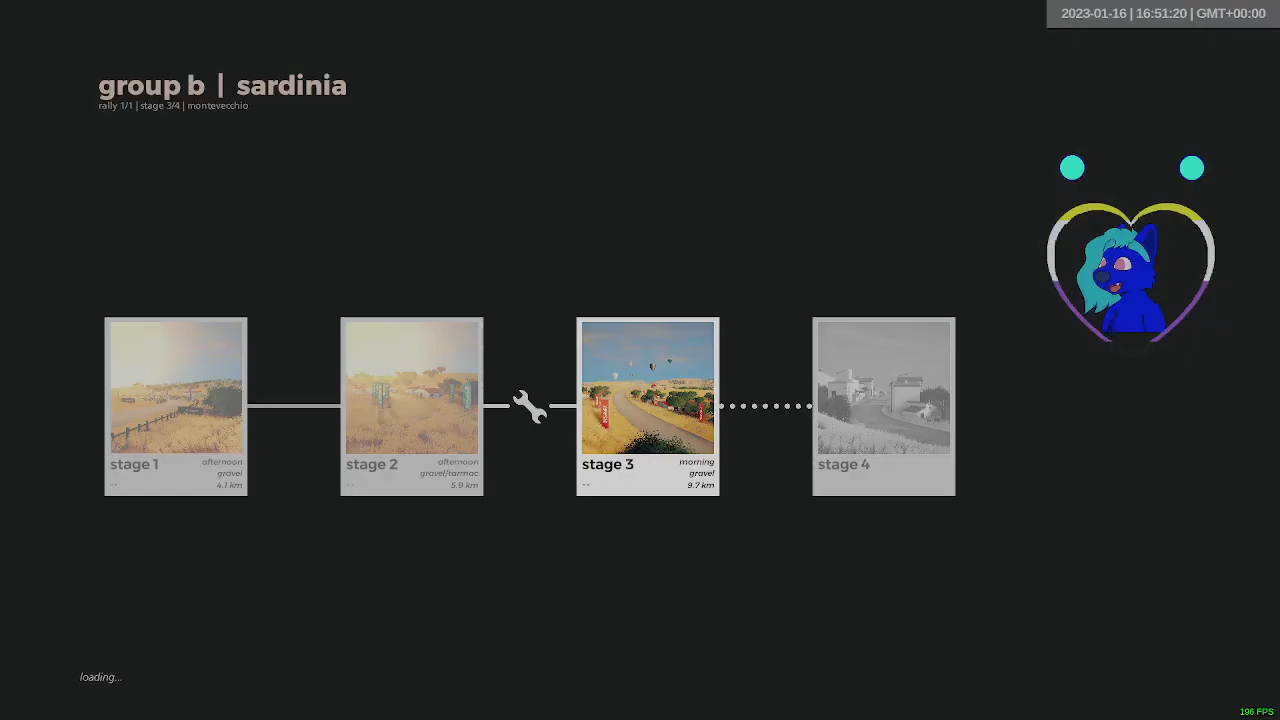 2023-01-16 | 16:51:20 | GMT+00:00
group b | sardinia
rally 1/1 | stage 3/4 | montevecchio
stage 1
afternoon
gravel
--
4.1 km
stage 2
afternoon
gravel/tarmac
--
5.9 km
stage 3
morning
gravel
--
9.7 km
stage 4
loading...
196 FPS